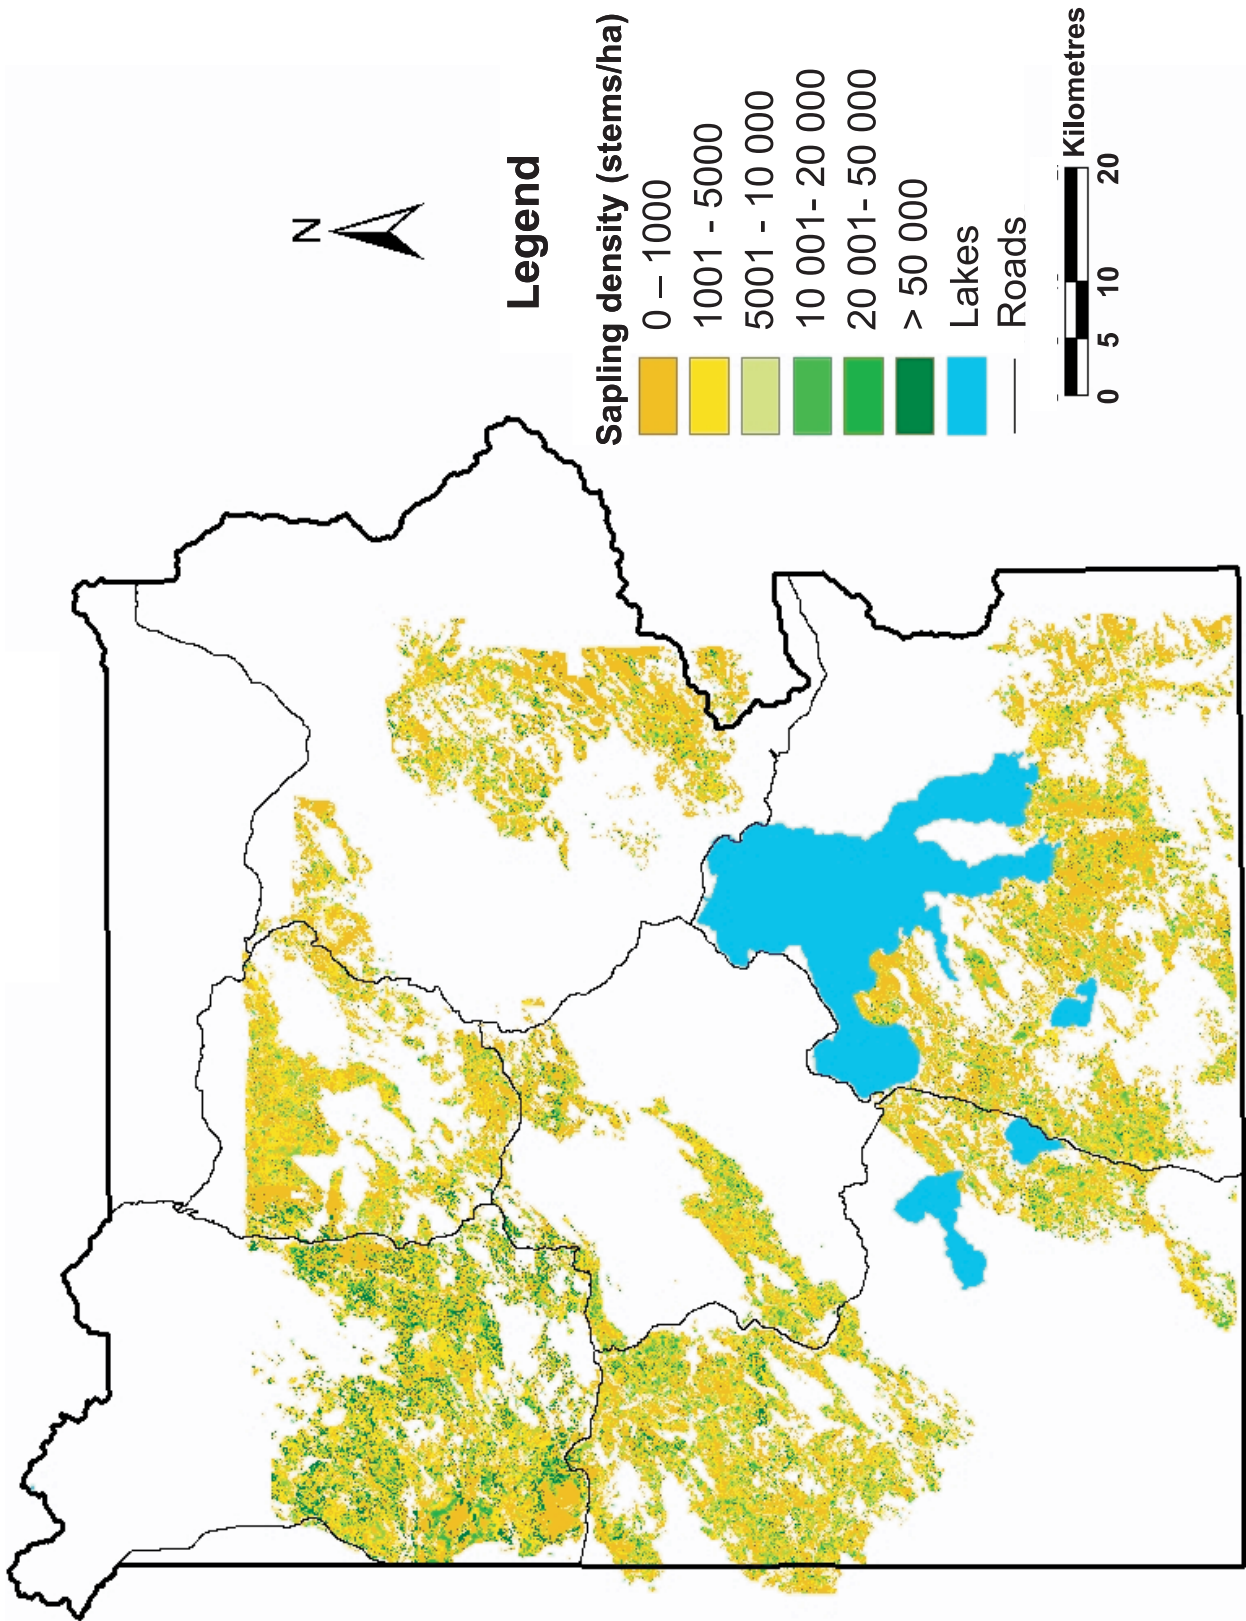 N
Legend
Sapling density (stems/ha)
0 – 1000
1001 - 5000
5001 - 10 000
10 001- 20 000
20 001- 50 000
> 50 000
Lakes
Roads
0 5 10 20
Kilometres